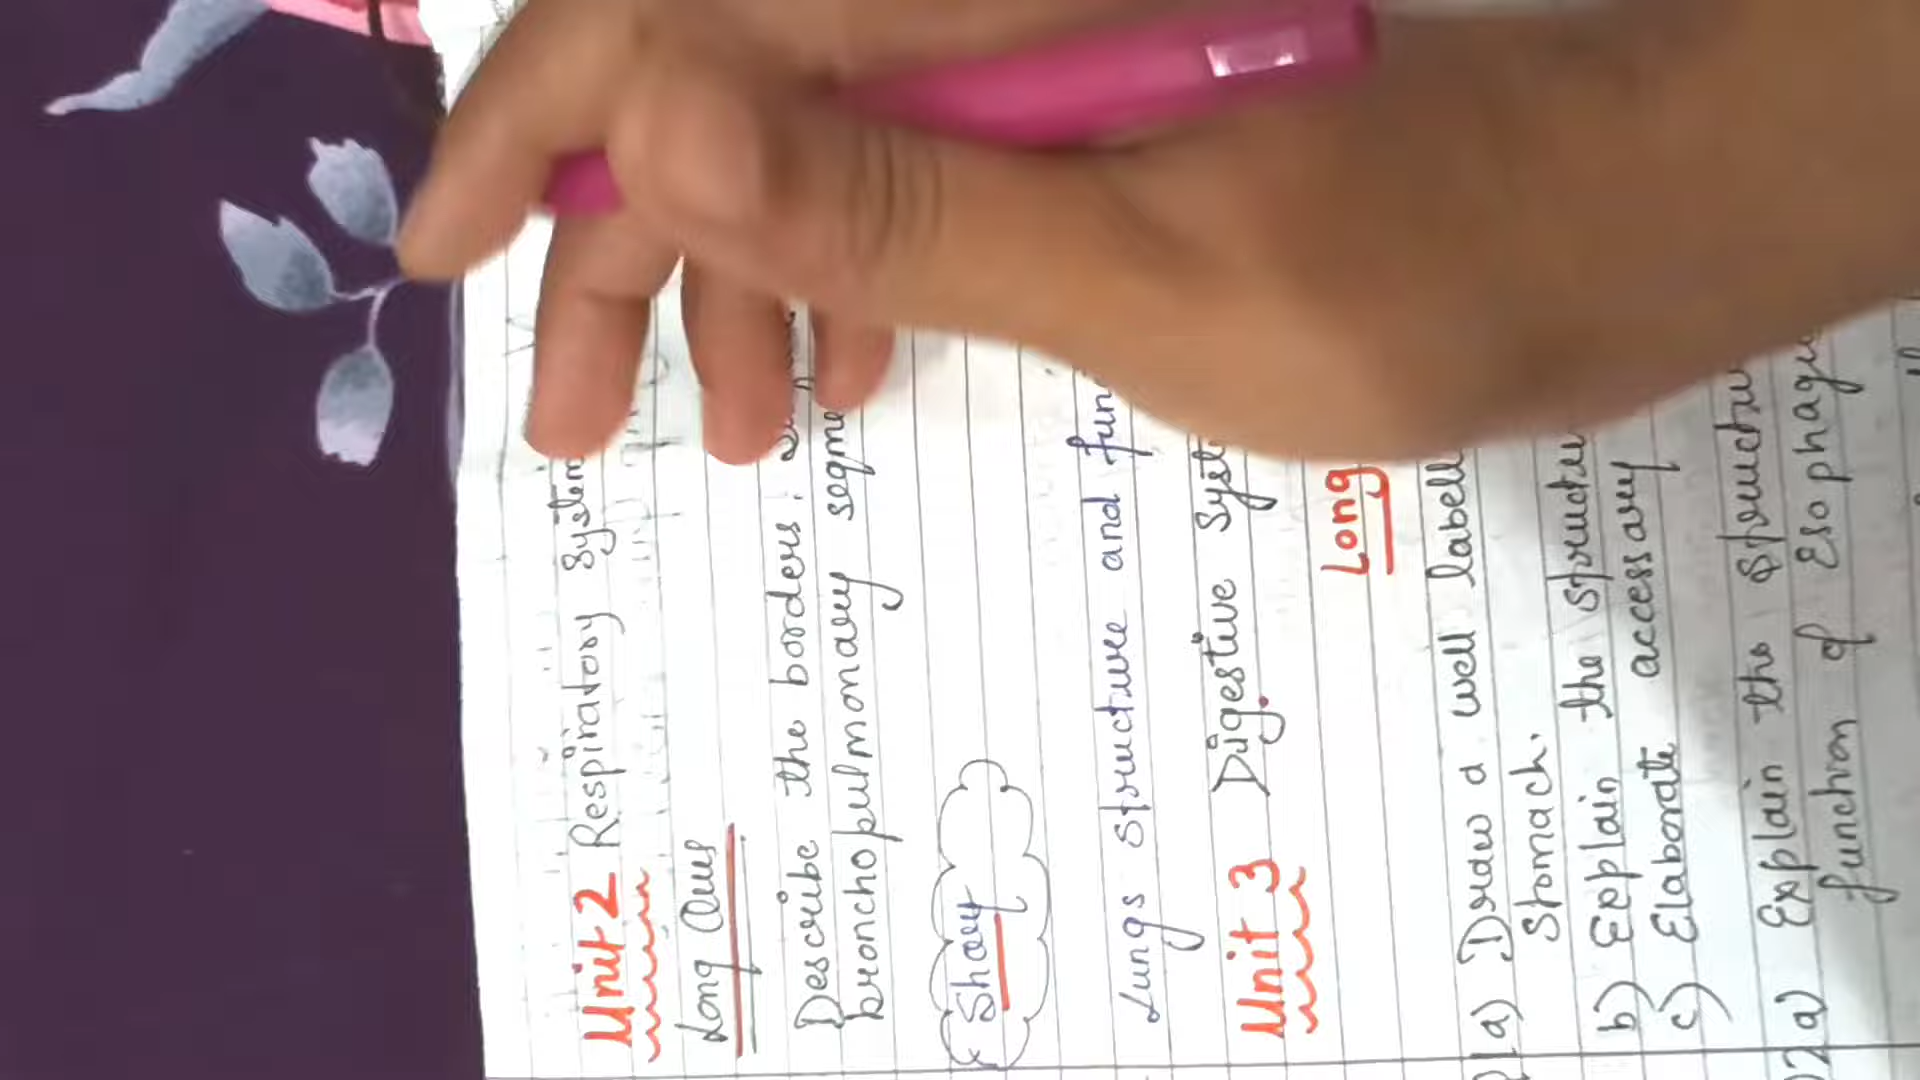 Unit 2 Respiratory System
Long Ques
Describe the borders,
bronchopulmonary segme
Short
Lungs structure and fun
Unit 3 Digestive Syst
Long
1a) Draw a well labell
Stomach.
b) Explain the structu
c) Elaborate accessary
2a) Explain the structu
function of esophagu